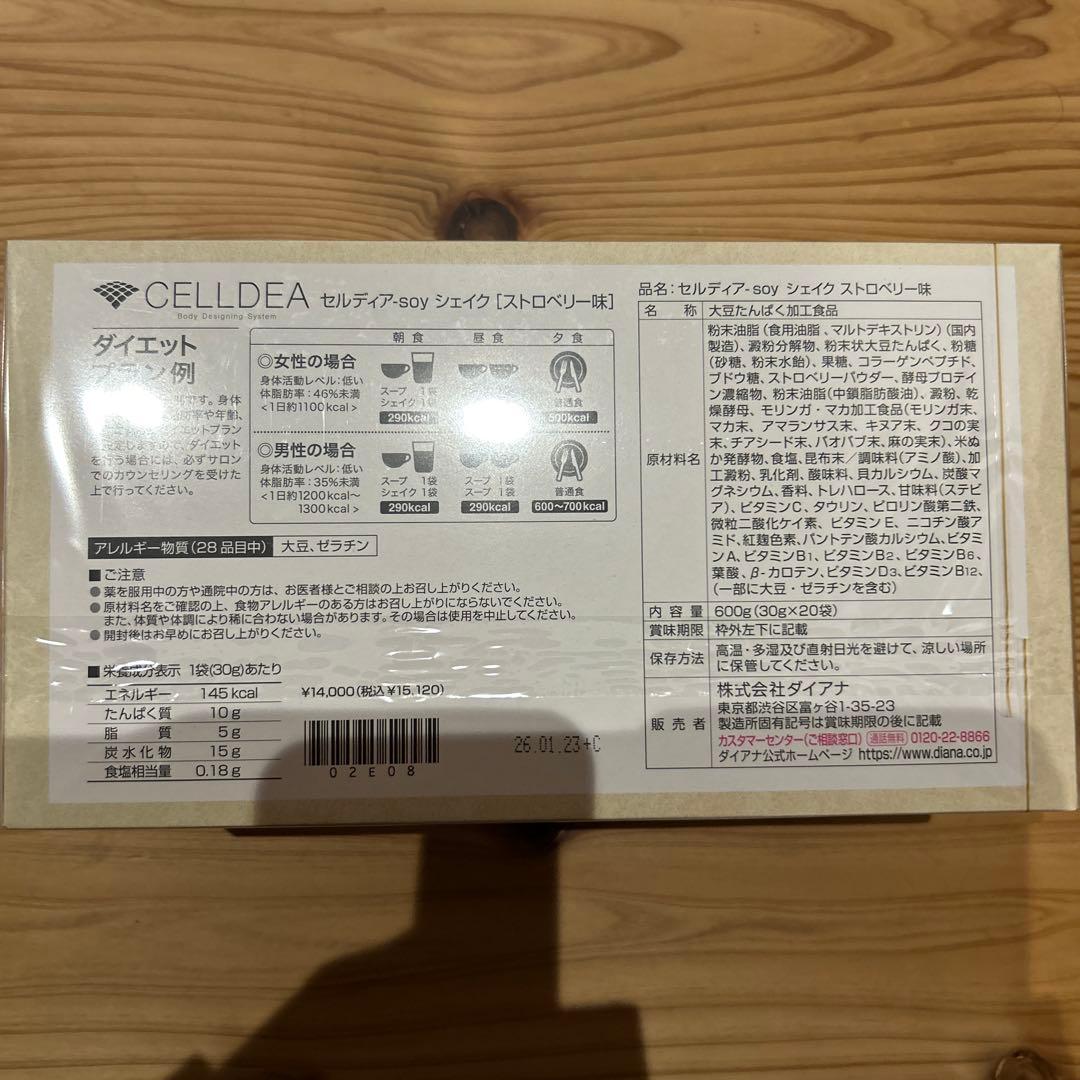 CELLDEA セルディア-soy シェイク [ストロベリー味]
Body Designing System
ダイエット
プラン例
です。身体
率や年齢、
エットプラン
しますので、ダイエット
を行う場合には、必ずサロン
でのカウンセリングを受けた
上で行ってください。
朝食 昼食 夕食
◎女性の場合
身体活動レベル：低い
体脂肪率：46%未満
<1日約1100kcal>
スープ 1袋
シェイク 1袋
290kcal
普通食
500kcal
◎男性の場合
身体活動レベル：低い
体脂肪率：35%未満
<1日約1200kcal〜
1300kcal>
スープ 1袋
シェイク 1袋
290kcal
スープ 1袋
スープ 1袋
290kcal
普通食
600〜700kcal
アレルギー物質(28品目中) 大豆、ゼラチン
■ご注意
●薬を服用中の方や通院中の方は、お医者様とご相談の上お召し上がりください。
●原材料名をご確認の上、食物アレルギーのある方はお召し上がりにならないでください。
また、体質や体調により稀に合わない場合があります。その場合は使用を中止してください。
●開封後はお早めにお召し上がりください。
■栄養成分表示 1袋(30g)あたり
エネルギー 145kcal
たんぱく質 10g
脂質 5g
炭水化物 15g
食塩相当量 0.18g
¥14,000(税込¥15,120)
02E08
26.01.23+C
品名：セルディア-soy シェイク ストロベリー味
名称 大豆たんぱく加工食品
原材料名
粉末油脂(食用油脂、マルトデキストリン)(国内
製造)、澱粉分解物、粉末状大豆たんぱく、粉糖
(砂糖、粉末水飴)、果糖、コラーゲンペプチド、
ブドウ糖、ストロベリーパウダー、酵母プロテイ
ン濃縮物、粉末油脂(中鎖脂肪酸油)、澱粉、乾
燥酵母、モリンガ・マカ加工食品(モリンガ末、
マカ末、アマランサス末、キヌア末、クコの実
末、チアシード末、バオバブ末、麻の実末)、米ぬ
か発酵物、食塩、昆布末／調味料(アミノ酸)、加
工澱粉、乳化剤、酸味料、貝カルシウム、炭酸
マグネシウム、香料、トレハロース、甘味料(ステビ
ア)、ビタミンC、タウリン、ピロリン酸第二鉄、
微粒二酸化ケイ素、ビタミンE、ニコチン酸ア
ミド、紅麹色素、パントテン酸カルシウム、ビタミ
ンA、ビタミンB1、ビタミンB2、ビタミンB6、
葉酸、β-カロテン、ビタミンD3、ビタミンB12、
(一部に大豆・ゼラチンを含む)
内容量 600g(30g×20袋)
賞味期限 枠外左下に記載
保存方法 高温・多湿及び直射日光を避けて、涼しい場所
に保管してください。
販売者
株式会社ダイアナ
東京都渋谷区富ヶ谷1-35-23
製造所固有記号は賞味期限の後に記載
カスタマーセンター(ご相談窓口) 通話無料 0120-22-8866
ダイアナ公式ホームページ https://www.diana.co.jp